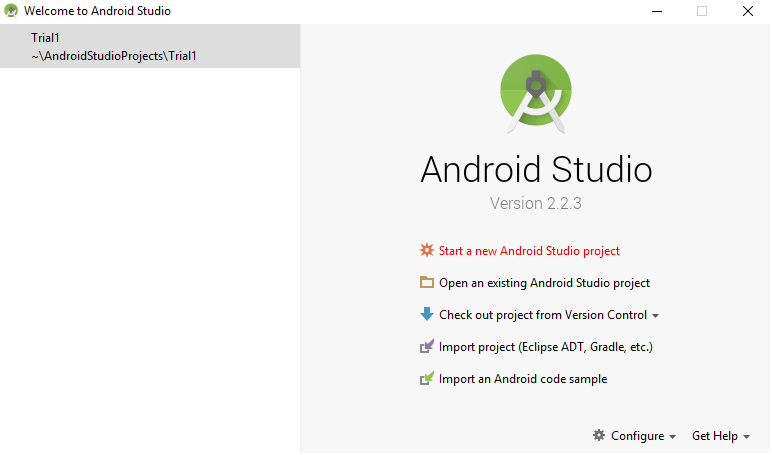 Welcome to Android Studio
Trial1
~\AndroidStudioProjects\Trial1
Android Studio
Version 2.2.3
Start a new Android Studio project
Open an existing Android Studio project
Check out project from Version Control
Import project (Eclipse ADT, Gradle, etc.)
Import an Android code sample
Configure Get Help